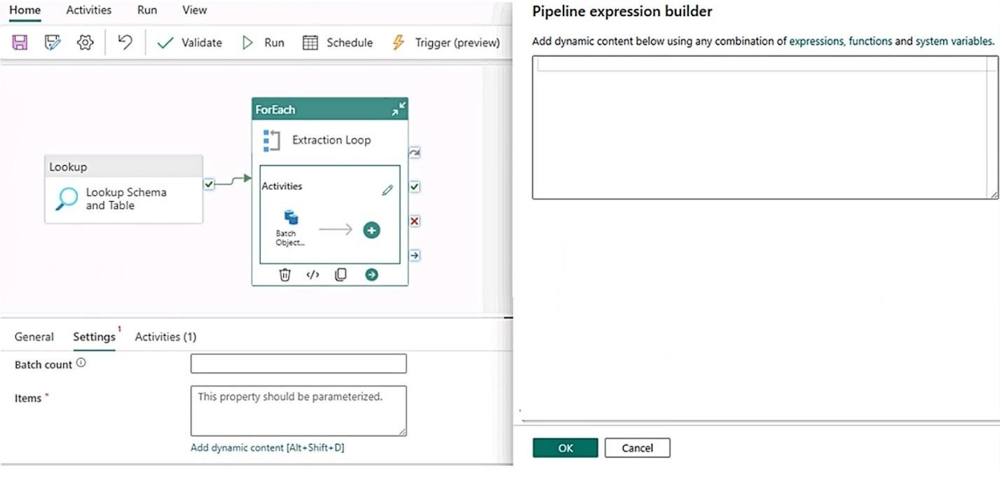 Home Activities Run View
Validate Run Schedule Trigger (preview)
ForEach
Extraction Loop
Lookup
Lookup Schema
and Table
Activities
Batch
Object...
General Settings 1 Activities (1)
Batch count
Items *
This property should be parameterized.
Add dynamic content [Alt+Shift+D]
Pipeline expression builder
Add dynamic content below using any combination of expressions, functions and system variables.
OK Cancel